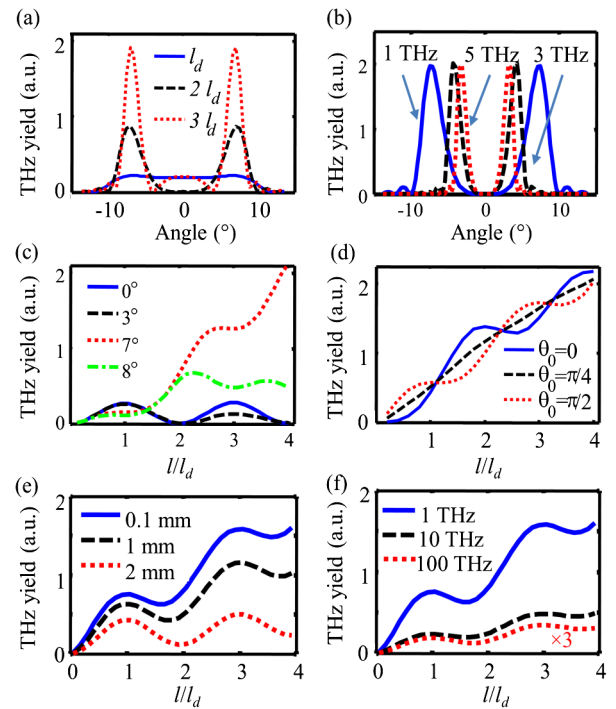 (a)
THz yield (a.u.)
2
1
0
l_d
2 l_d
3 l_d
-10 0 10
Angle (°)
(b)
THz yield (a.u.)
2
1
0
1 THz 5 THz 3 THz
-10 0 10
Angle (°)
(c)
THz yield (a.u.)
2
1
0
0°
3°
7°
8°
1 2 3 4
l/l_d
(d)
THz yield (a.u.)
2
1
0
θ₀=0
θ₀=π/4
θ₀=π/2
0 1 2 3 4
l/l_d
(e)
THz yield (a.u.)
2
1
0
0.1 mm
1 mm
2 mm
0 1 2 3 4
l/l_d
(f)
THz yield (a.u.)
2
1
0
1 THz
10 THz
100 THz
×3
0 1 2 3 4
l/l_d